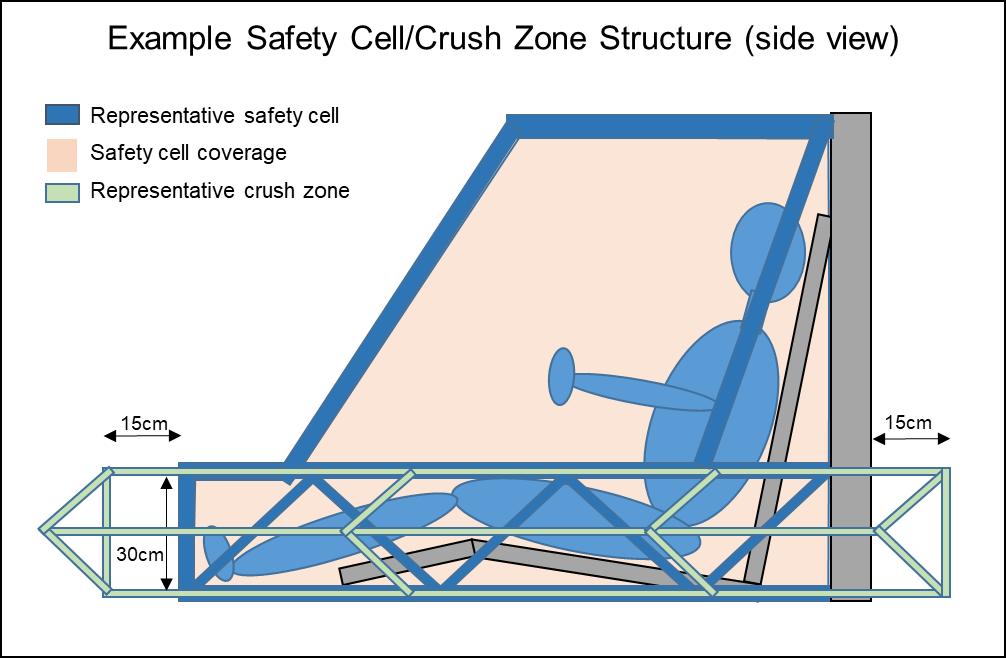 Example Safety Cell/Crush Zone Structure (side view)
Representative safety cell
Safety cell coverage
Representative crush zone
15cm
15cm
30cm